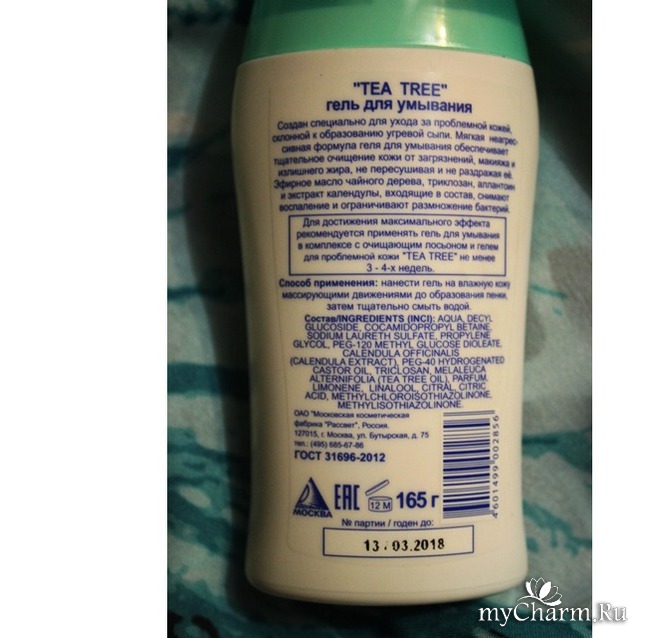 "TEA TREE"
гель для умывания
Создан специально для ухода за проблемной кожей,
склонной к образованию угревой сыпи. Мягкая неагрес-
сивная формула геля для умывания обеспечивает
тщательное очищение кожи от загрязнений, макияжа и
излишнего жира, не пересушивая и не раздражая её.
Эфирное масло чайного дерева, триклозан, аллантоин
и экстракт календулы, входящие в состав, снимают
воспаление и ограничивают размножение бактерий.
Для достижения максимального эффекта
рекомендуется применять гель для умывания
в комплексе с очищающим лосьоном и гелем
для проблемной кожи "TEA TREE" не менее
3 - 4-х недель.
Способ применения: нанести гель на влажную кожу
массирующими движениями до образования пенки,
затем тщательно смыть водой.
Состав/INGREDIENTS (INCI): AQUA, DECYL
GLUCOSIDE, COCAMIDOPROPYL BETAINE,
SODIUM LAURETH SULFATE, PROPYLENE
GLYCOL, PEG-120 METHYL GLUCOSE DIOLEATE,
CALENDULA OFFICINALIS
(CALENDULA EXTRACT), PEG-40 HYDROGENATED
CASTOR OIL, TRICLOSAN, MELALEUCA
ALTERNIFOLIA (TEA TREE OIL), PARFUM,
LIMONENE, LINALOOL, CITRAL, CITRIC
ACID, METHYLCHLOROISOTHIAZOLINONE,
METHYLISOTHIAZOLINONE.
ОАО "Московская косметическая
фабрика "Рассвет", Россия.
127015, г. Москва, ул. Бутырская, д. 75
тел.: (495) 685-67-86
ГОСТ 31696-2012
4601499002856
МОСКВА
EAC
12 M
165 г
№ партии / годен до:
13 / 03.2018
myCharm.Ru